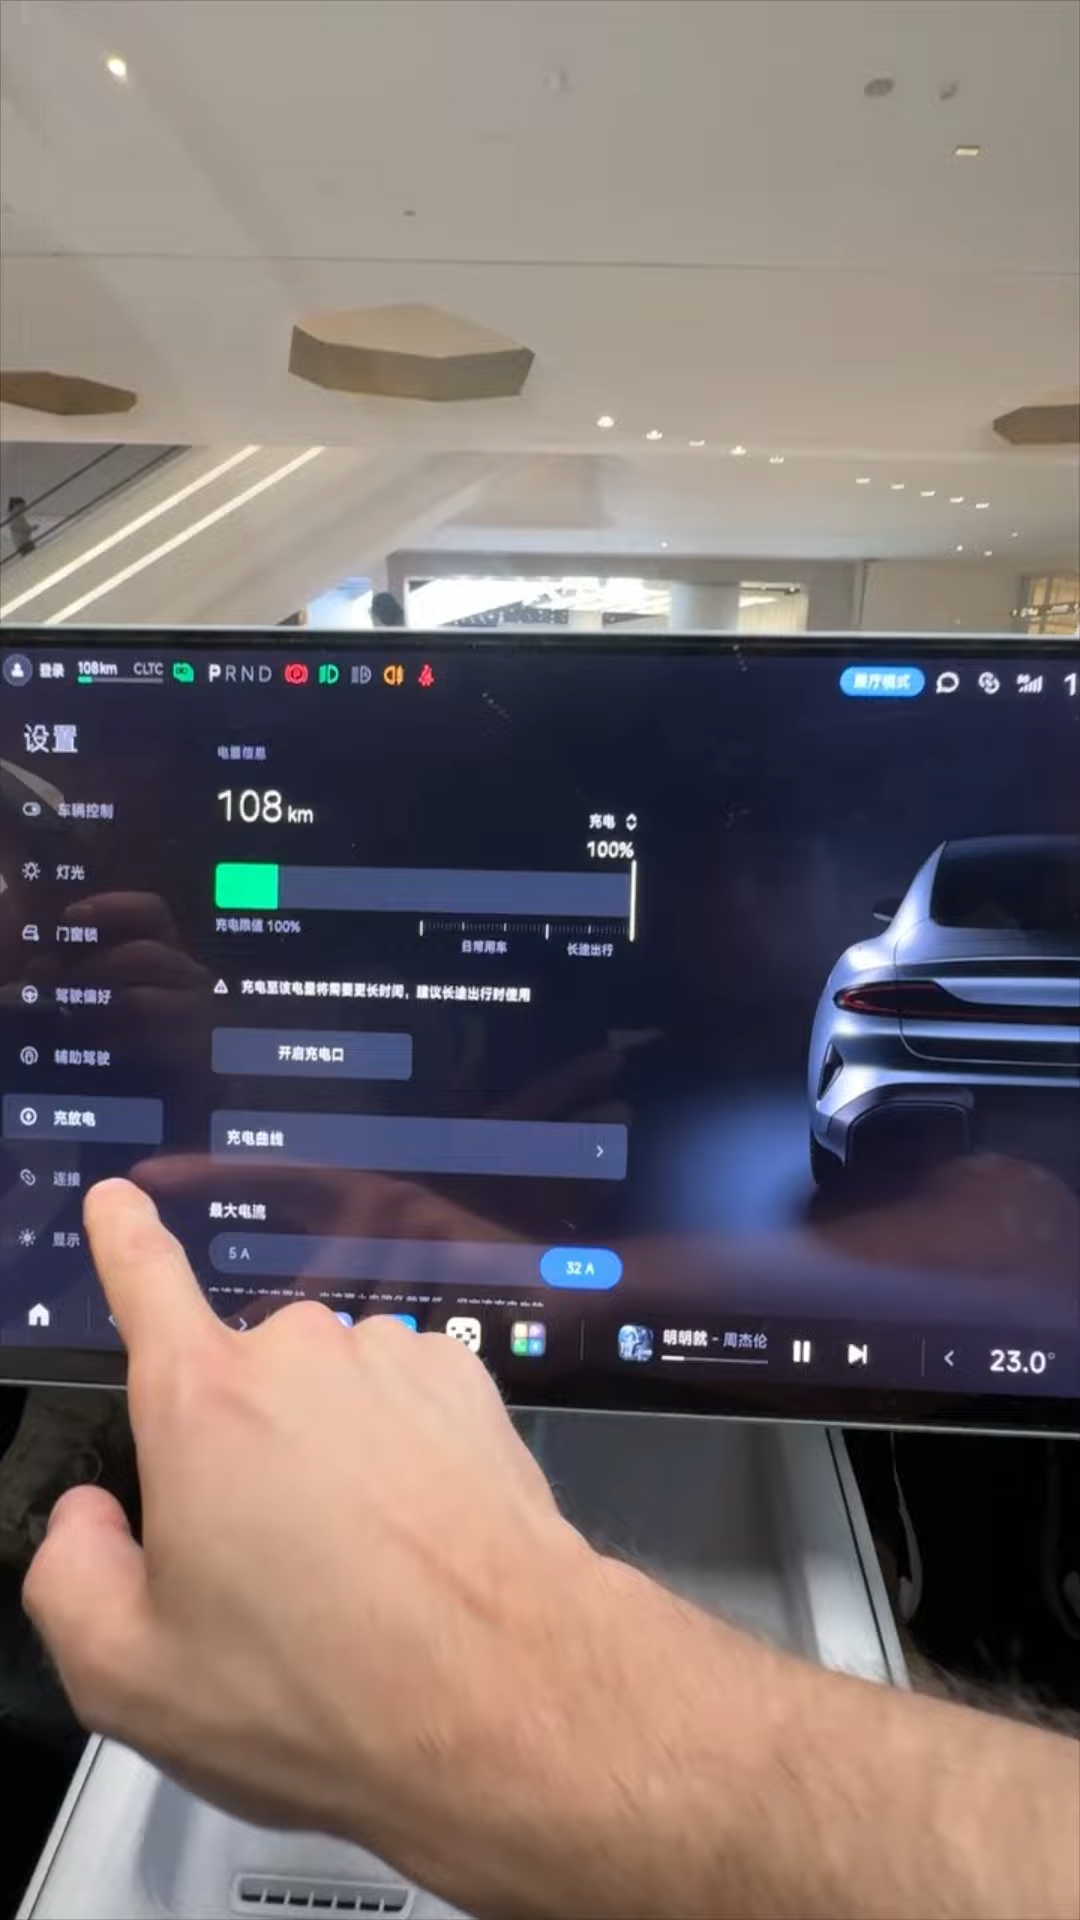 登录 108km CLTC P R N D 展厅模式
设置
电量信息
车辆控制
108 km
充电
100%
灯光
充电限值 100%
日常用车 长途出行
门窗锁
充电至该电量将需要更长时间，建议长途出行时使用
驾驶偏好
开启充电口
辅助驾驶
充放电
充电曲线
连接
最大电流
显示
5 A 32 A
明明就 - 周杰伦
23.0°